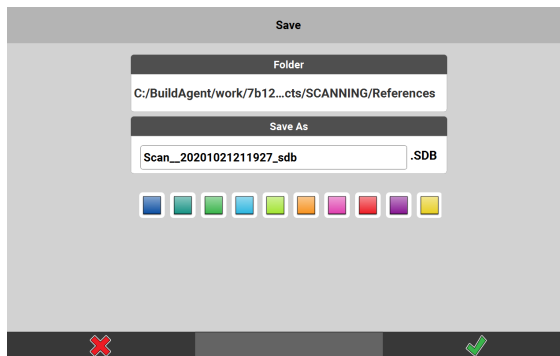 Save
Folder
C:/BuildAgent/work/7b12...cts/SCANNING/References
Save As
Scan__20201021211927_sdb .SDB